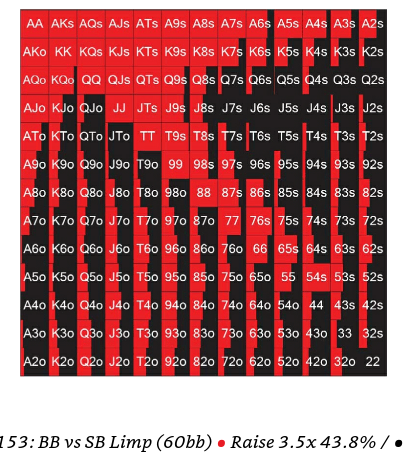 AA AKs AQs AJs ATs A9s A8s A7s A6s A5s A4s A3s A2s
AKo KK KQs KJs KTs K9s K8s K7s K6s K5s K4s K3s K2s
AQo KQo QQ QJs QTs Q9s Q8s Q7s Q6s Q5s Q4s Q3s Q2s
AJo KJo QJo JJ JTs J9s J8s J7s J6s J5s J4s J3s J2s
ATo KTo QTo JTo TT T9s T8s T7s T6s T5s T4s T3s T2s
A9o K9o Q9o J9o T9o 99 98s 97s 96s 95s 94s 93s 92s
A8o K8o Q8o J8o T8o 98o 88 87s 86s 85s 84s 83s 82s
A7o K7o Q7o J7o T7o 97o 87o 77 76s 75s 74s 73s 72s
A6o K6o Q6o J6o T6o 96o 86o 76o 66 65s 64s 63s 62s
A5o K5o Q5o J5o T5o 95o 85o 75o 65o 55 54s 53s 52s
A4o K4o Q4o J4o T4o 94o 84o 74o 64o 54o 44 43s 42s
A3o K3o Q3o J3o T3o 93o 83o 73o 63o 53o 43o 33 32s
A2o K2o Q2o J2o T2o 92o 82o 72o 62o 52o 42o 32o 22
153: BB vs SB Limp (60bb) • Raise 3.5x 43.8% / •